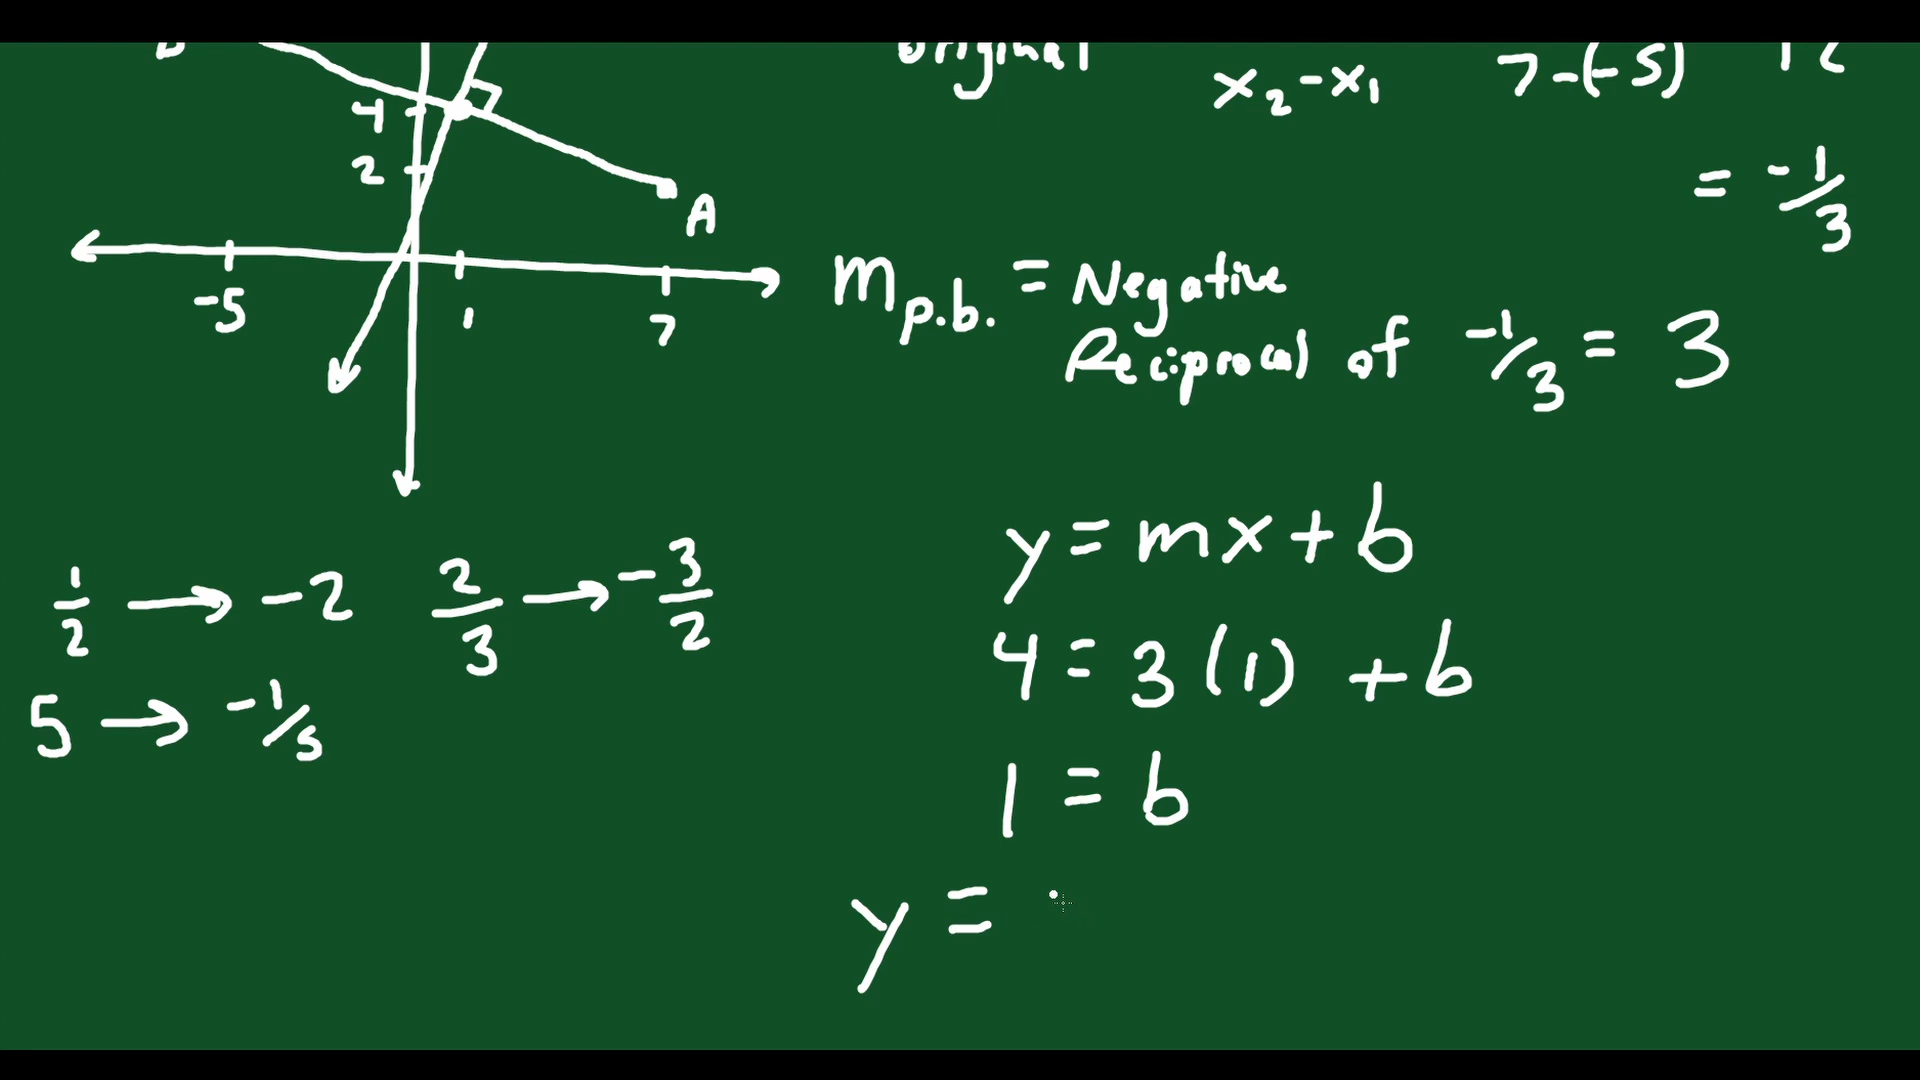 B
4
2
A
-5 1 7
original
x₂-x₁ 7-(-5) 12
= -1/3
m p.b. = Negative
Reciprocal of -1/3 = 3
1/2 → -2 2/3 → -3/2
5 → -1/5
y = mx + b
4 = 3(1) + b
1 = b
y =